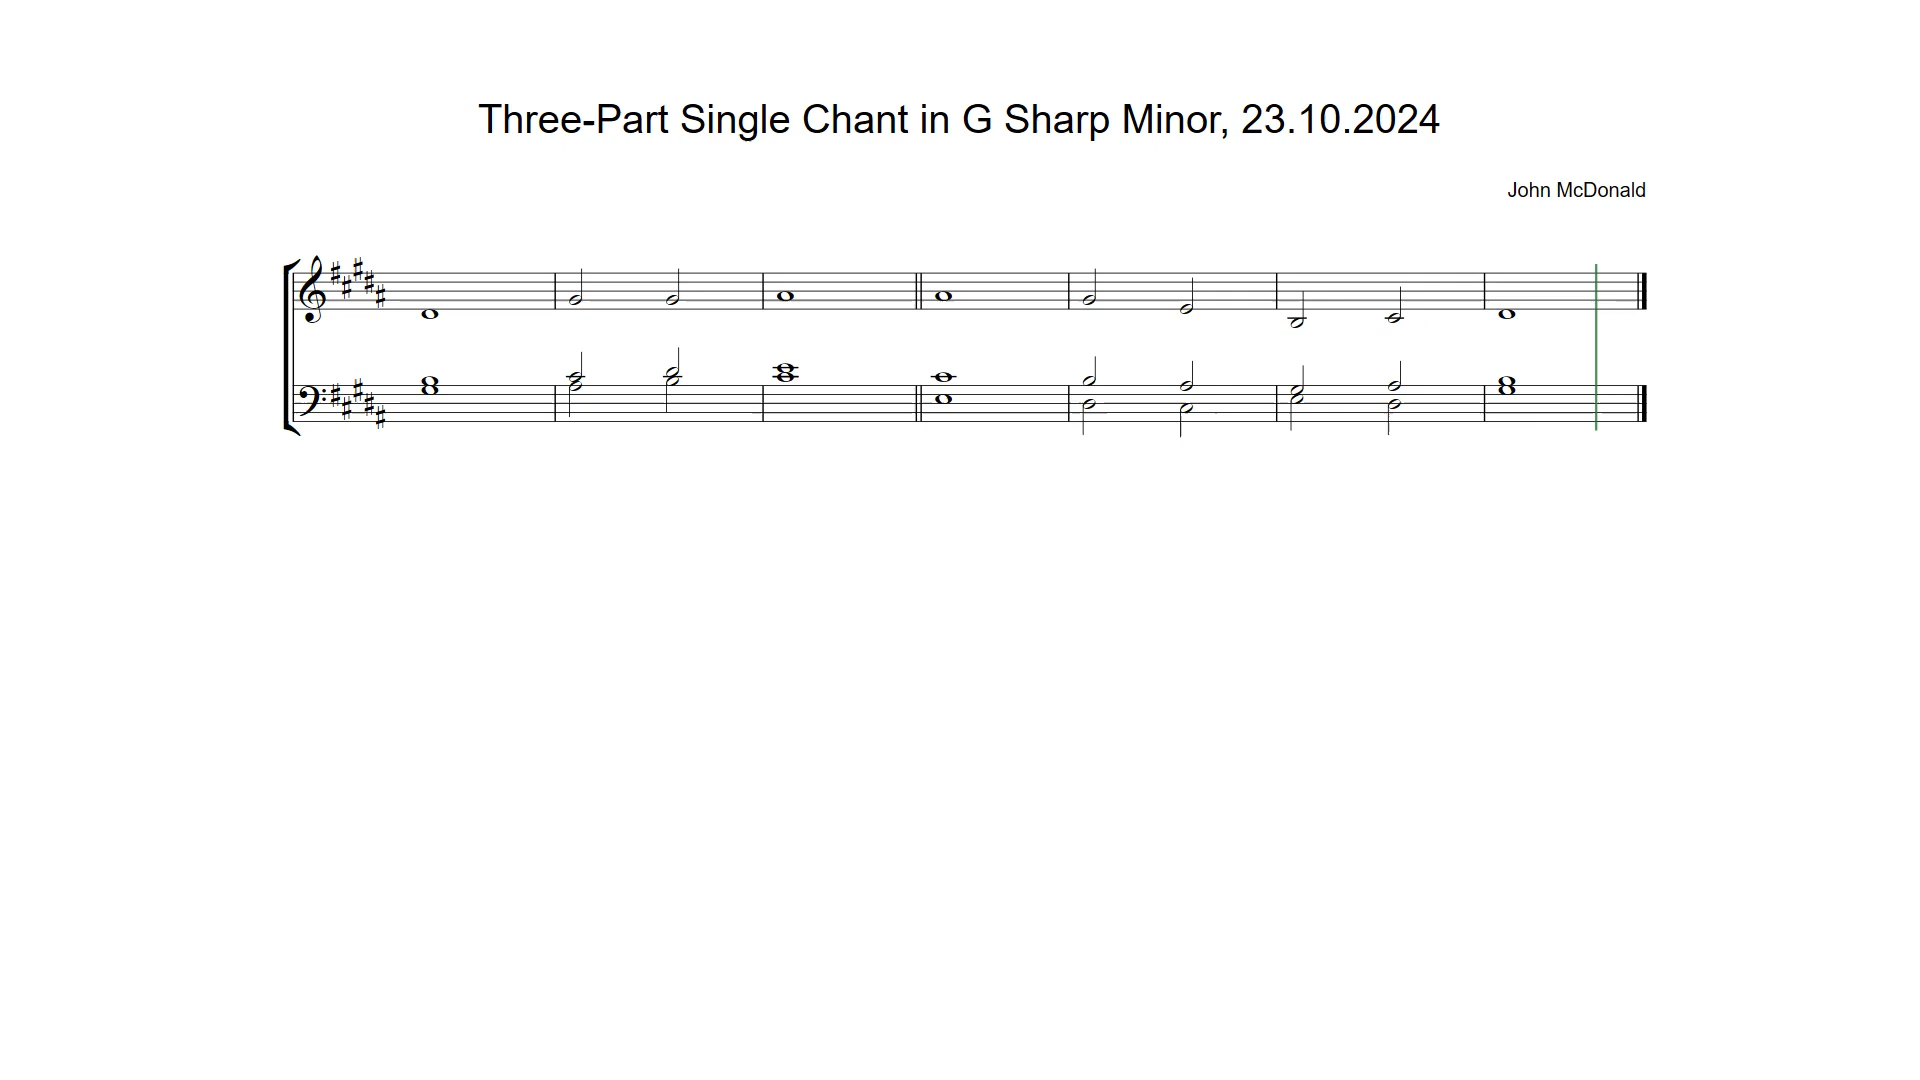 Three-Part Single Chant in G Sharp Minor, 23.10.2024
John McDonald